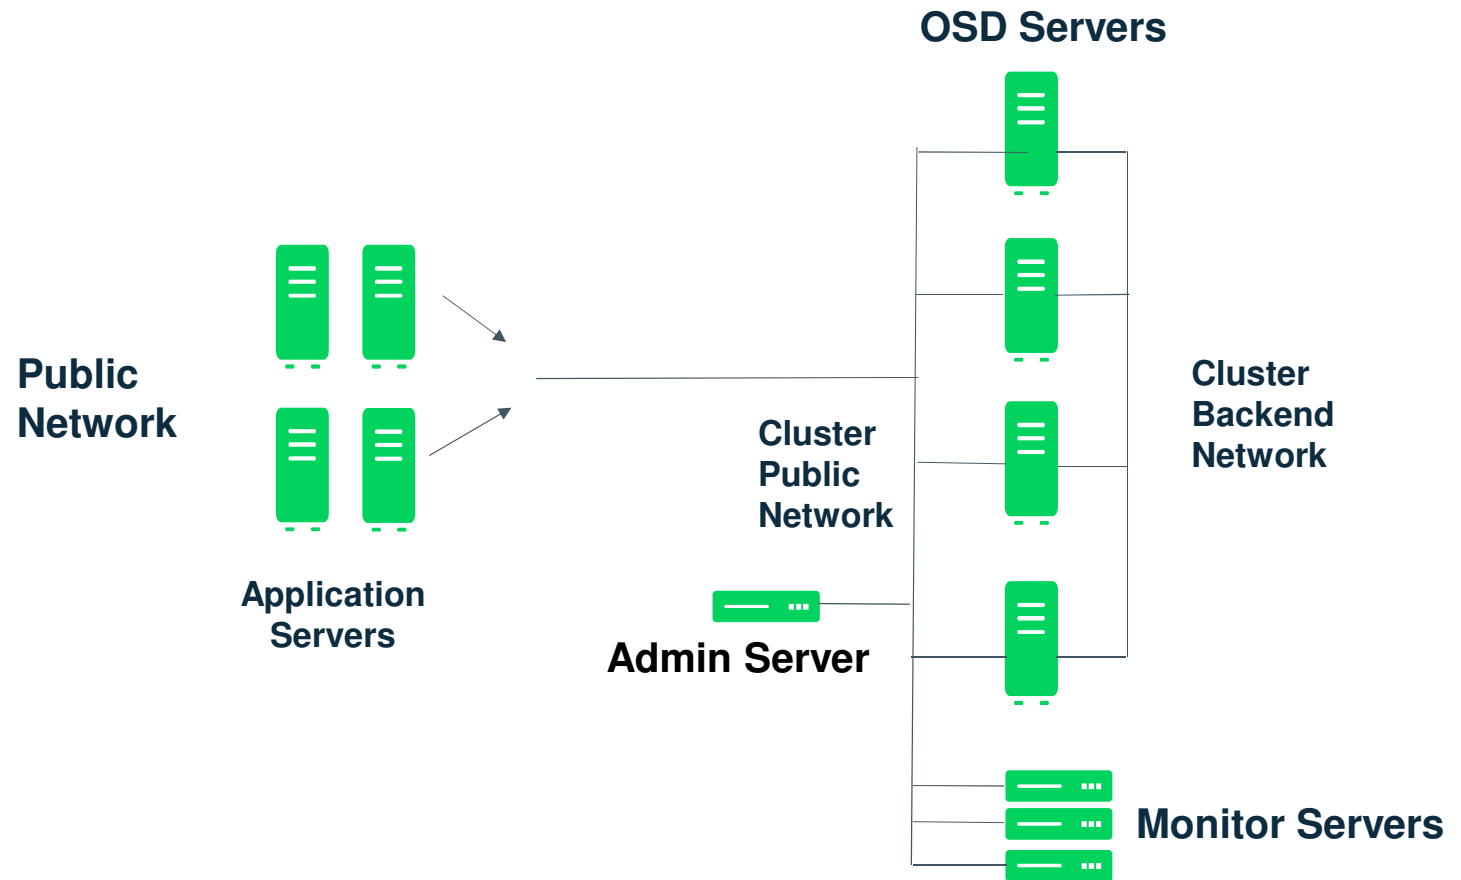 OSD Servers
Public
Network
Application
Servers
Cluster
Public
Network
Admin Server
Cluster
Backend
Network
Monitor Servers